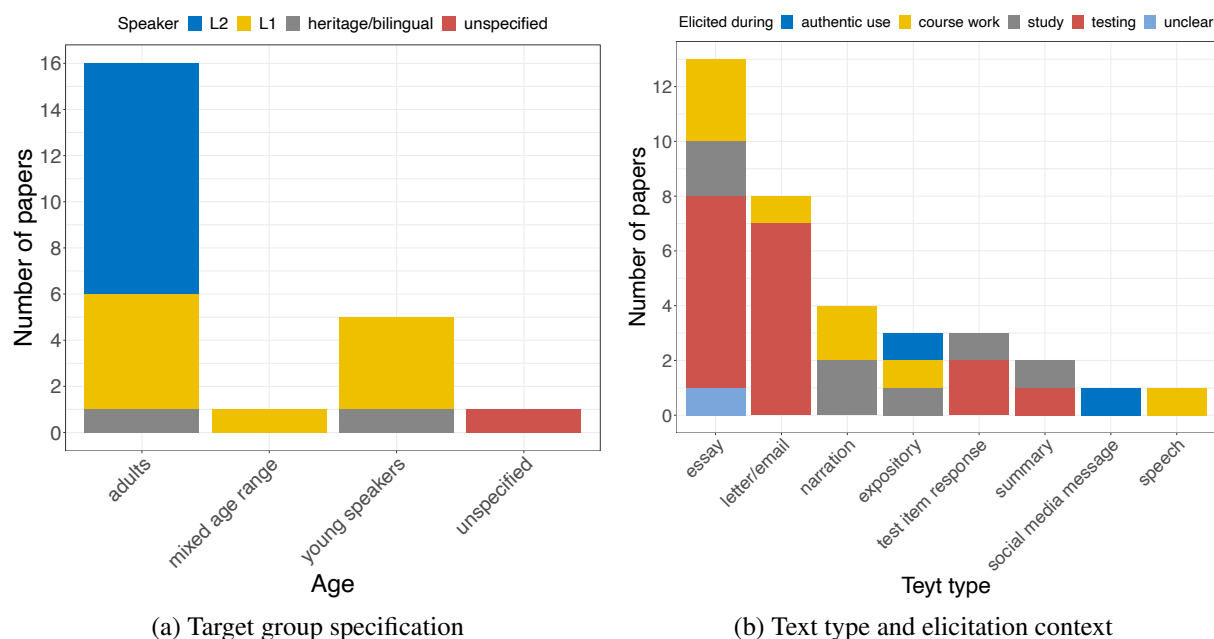 Speaker L2 L1 heritage/bilingual unspecified
Number of papers
16
14
12
10
8
6
4
2
0
adults
mixed age range
young speakers
unspecified
Age
(a) Target group specification
Elicited during authentic use course work study testing unclear
Number of papers
12
10
8
6
4
2
0
essay
letter/email
narration
expository
test item response
summary
social media message
speech
Teyt type
(b) Text type and elicitation context